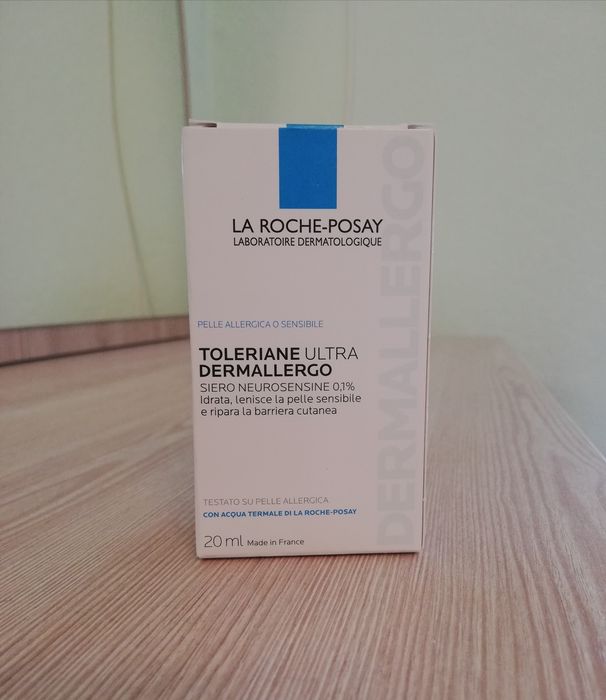 LA ROCHE-POSAY
LABORATOIRE DERMATOLOGIQUE
DERMALLERGO
PELLE ALLERGICA O SENSIBILE
TOLERIANE ULTRA
DERMALLERGO
SIERO NEUROSENSINE 0,1%
Idrata, lenisce la pelle sensibile
e ripara la barriera cutanea
TESTATO SU PELLE ALLERGICA
CON ACQUA TERMALE DI LA ROCHE-POSAY
20 ml Made in France